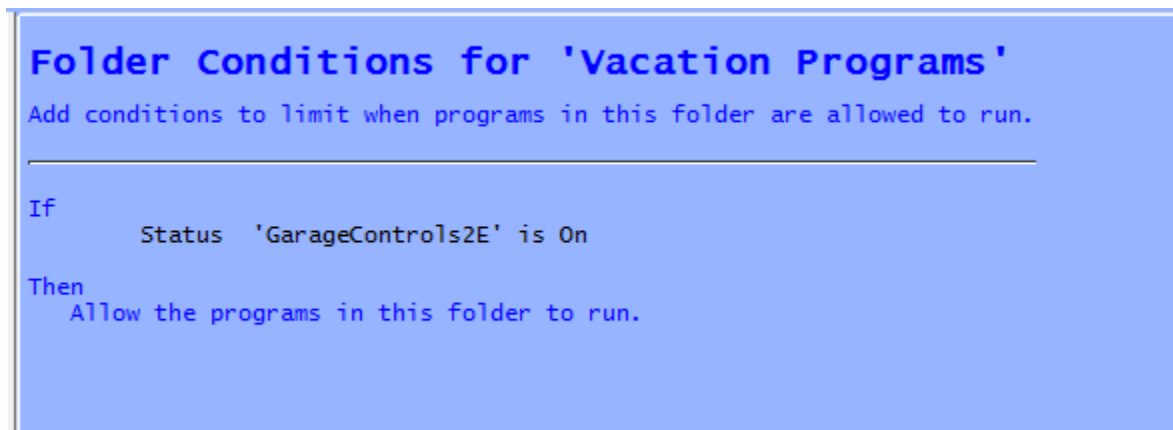 Folder Conditions for 'Vacation Programs'
Add conditions to limit when programs in this folder are allowed to run.
If
Status 'GarageControls2E' is On
Then
Allow the programs in this folder to run.